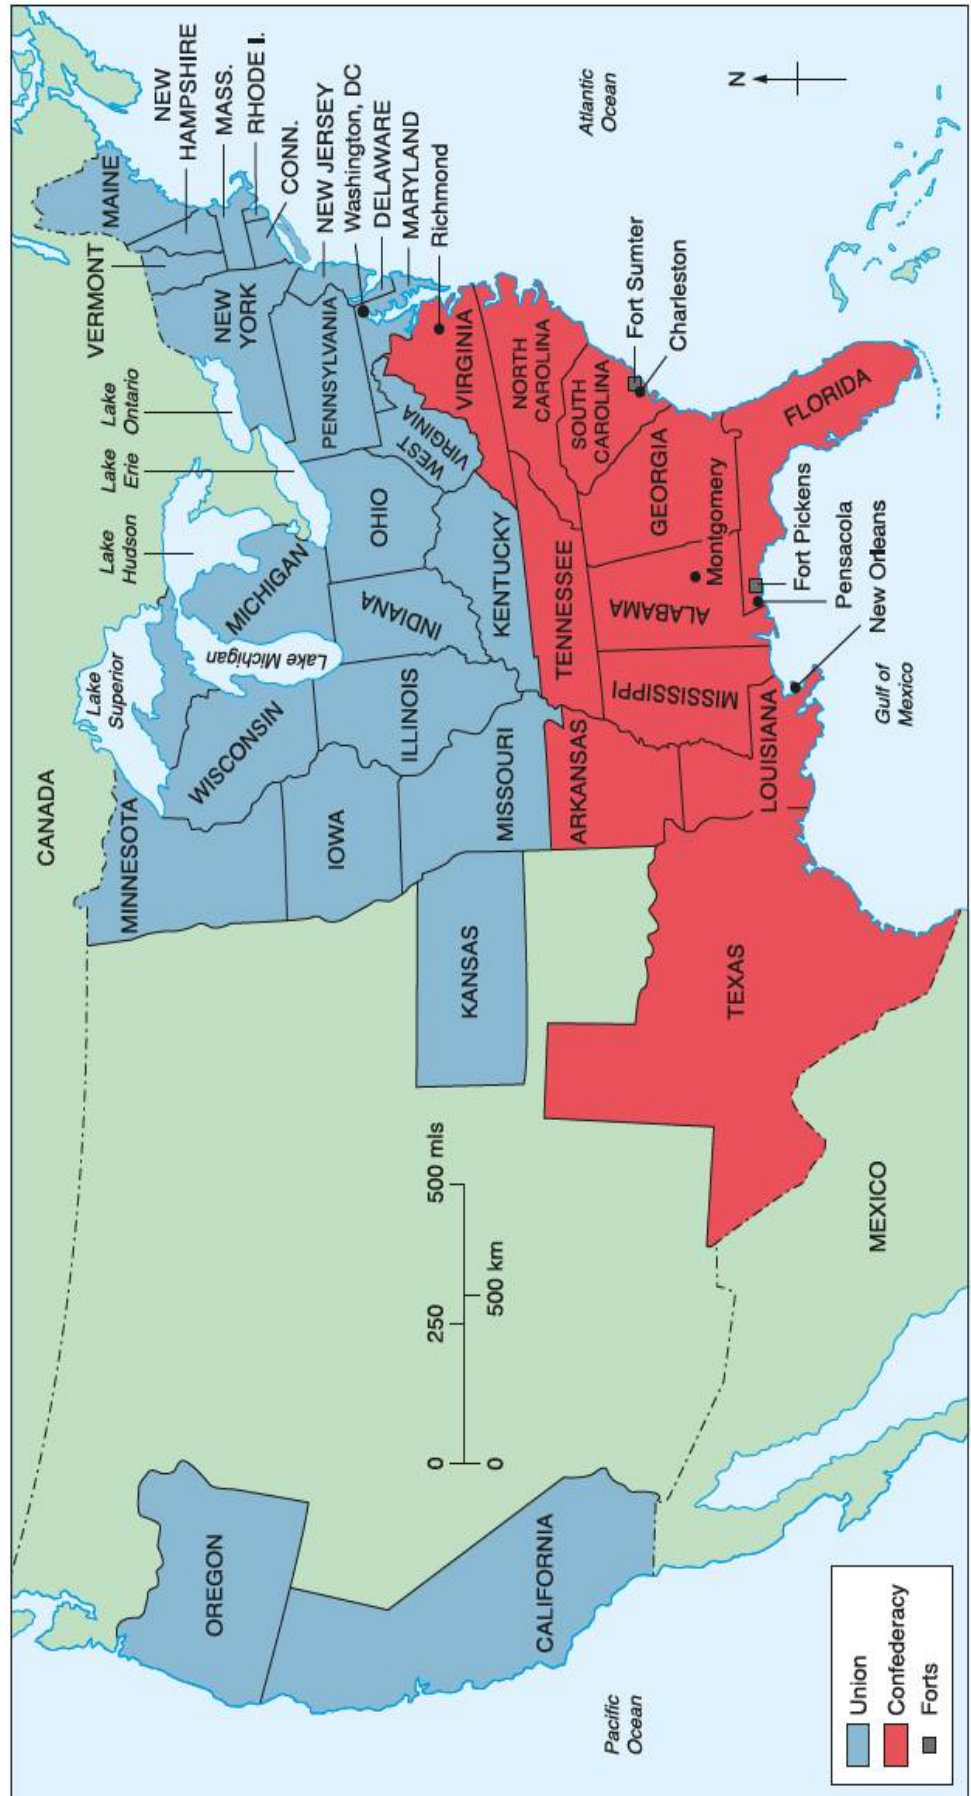 CANADA
Lake
Superior
Lake
Hudson
Lake
Erie
Lake
Ontario
VERMONT
MAINE
NEW
HAMPSHIRE
MASS.
RHODE I.
CONN.
NEW JERSEY
Washington, DC
DELAWARE
MARYLAND
Richmond
OREGON
MINNESOTA
WISCONSIN
MICHIGAN
Lake Michigan
NEW
YORK
PENNSYLVANIA
IOWA
ILLINOIS
INDIANA
OHIO
WEST
VIRGINIA
VIRGINIA
KANSAS
MISSOURI
KENTUCKY
CALIFORNIA
0
250
500 mls
0
500 km
ARKANSAS
TENNESSEE
NORTH
CAROLINA
SOUTH
CAROLINA
Atlantic
Ocean
Fort Sumter
Charleston
N
Pacific
Ocean
TEXAS
LOUISIANA
MISSISSIPPI
ALABAMA
Montgomery
GEORGIA
FLORIDA
Fort Pickens
Pensacola
New Orleans
Gulf of
Mexico
MEXICO
Union
Confederacy
Forts